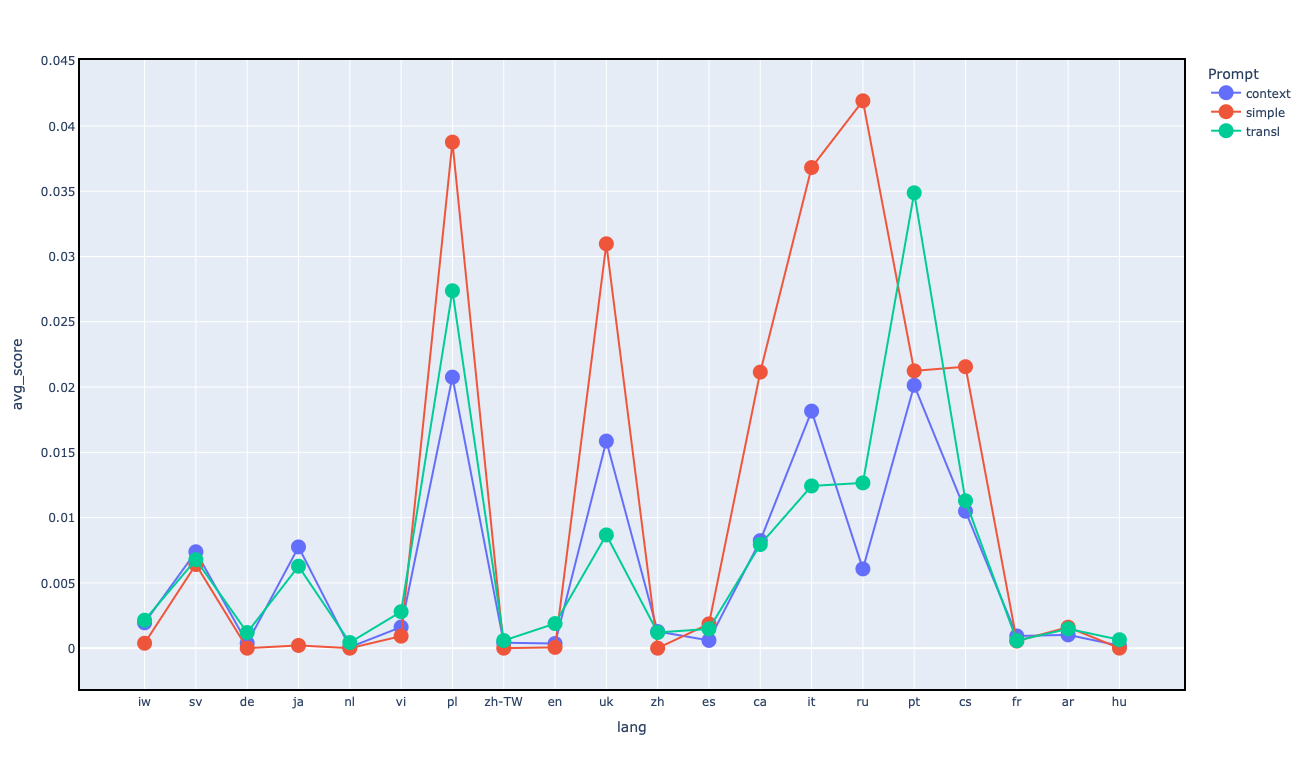 Prompt
context
simple
transl
0.045
0.04
0.035
0.03
0.025
0.02
0.015
0.01
0.005
0
avg_score
iw sv de ja nl vi pl zh-TW en uk zh es ca it ru pt cs fr ar hu
lang